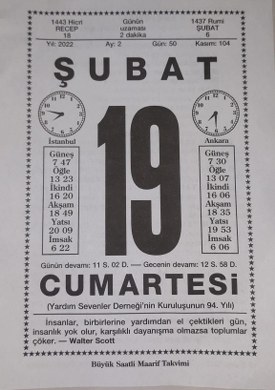 1443 Hicri
RECEP
18
Günün
uzaması
2 dakika
1437 Rumi
ŞUBAT
6
Yıl: 2022 Ay: 2 Gün: 50 Kasım: 104
ŞUBAT
19
İstanbul
Güneş
7 47
Öğle
13 23
İkindi
16 20
Akşam
18 49
Yatsı
20 09
İmsak
6 22
Ankara
Güneş
7 30
Öğle
13 07
İkindi
16 06
Akşam
18 35
Yatsı
19 53
İmsak
6 06
Günün devamı: 11 S. 02 D. — Gecenin devamı: 12 S. 58 D.
CUMARTESi
(Yardım Sevenler Derneği'nin Kuruluşunun 94. Yılı)
İnsanlar, birbirlerine yardımdan el çektikleri gün,
insanlık yok olur, karşılıklı dayanışma olmazsa toplumlar
çöker. — Walter Scott
Büyük Saatli Maarif Takvimi